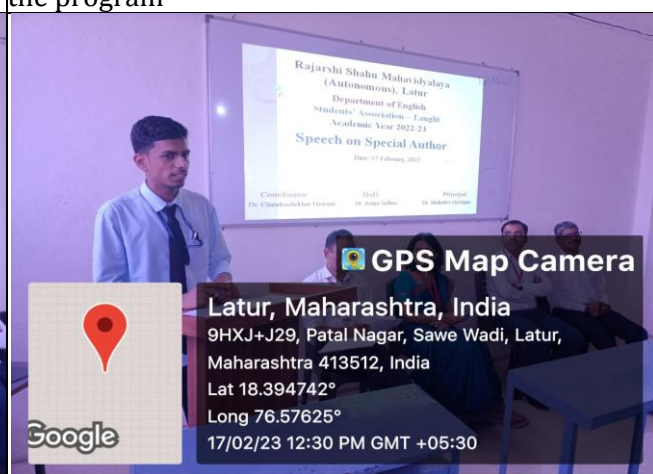 the program
Rajarshi Shahu Mahavidyalaya
(Autonomous), Latur
Department of English
Students' Association – Langlit
Academic Year 2022-23
Speech on Special Author
Date: 17 February, 2023
Coordinator HoD Principal
Dr.
GPS Map Camera
Latur, Maharashtra, India
9HXJ+J29, Patal Nagar, Sawe Wadi, Latur,
Maharashtra 413512, India
Lat 18.394742°
Long 76.57625°
17/02/23 12:30 PM GMT +05:30
Google